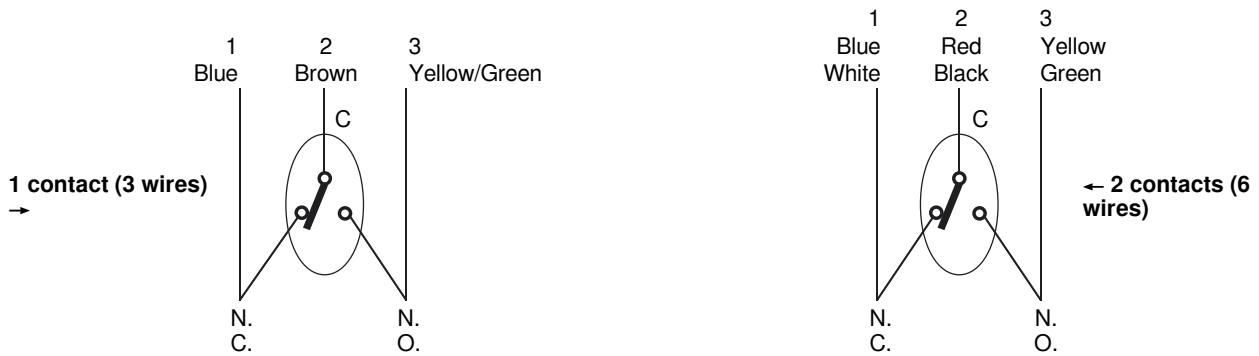 1 2 3
Blue Brown Yellow/Green
C
1 contact (3 wires)
→
N. N.
C. O.
1 2 3
Blue Red Yellow
White Black Green
C
← 2 contacts (6
wires)
N. N.
C. O.